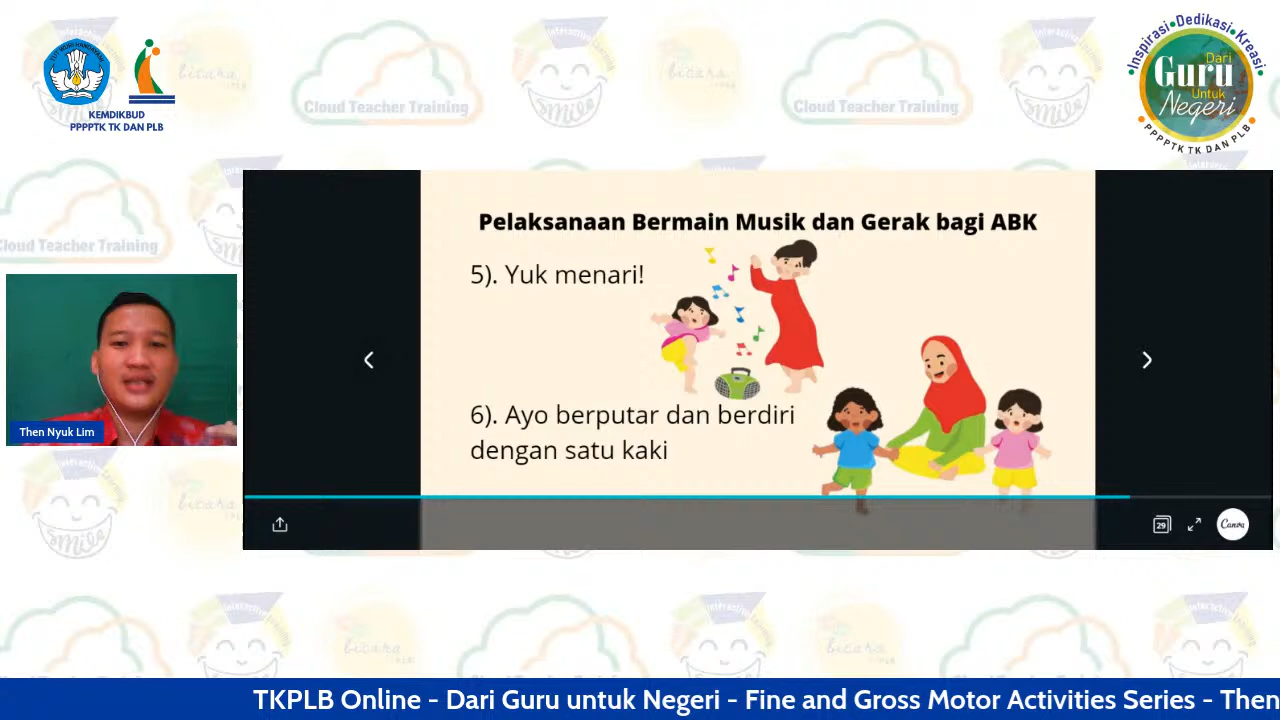 KEMDIKBUD
PPPPTK TK DAN PLB
Inspirasi•Dedikasi•Kreasi
Dari
Guru
Untuk
Negeri
PPPPTK TK DAN PLB
Cloud Teacher Training
Cloud Teacher Training
Cloud Teacher Training
Pelaksanaan Bermain Musik dan Gerak bagi ABK
5). Yuk menari!
6). Ayo berputar dan berdiri
dengan satu kaki
Then Nyuk Lim
29
Canva
TKPLB Online - Dari Guru untuk Negeri - Fine and Gross Motor Activities Series - Then